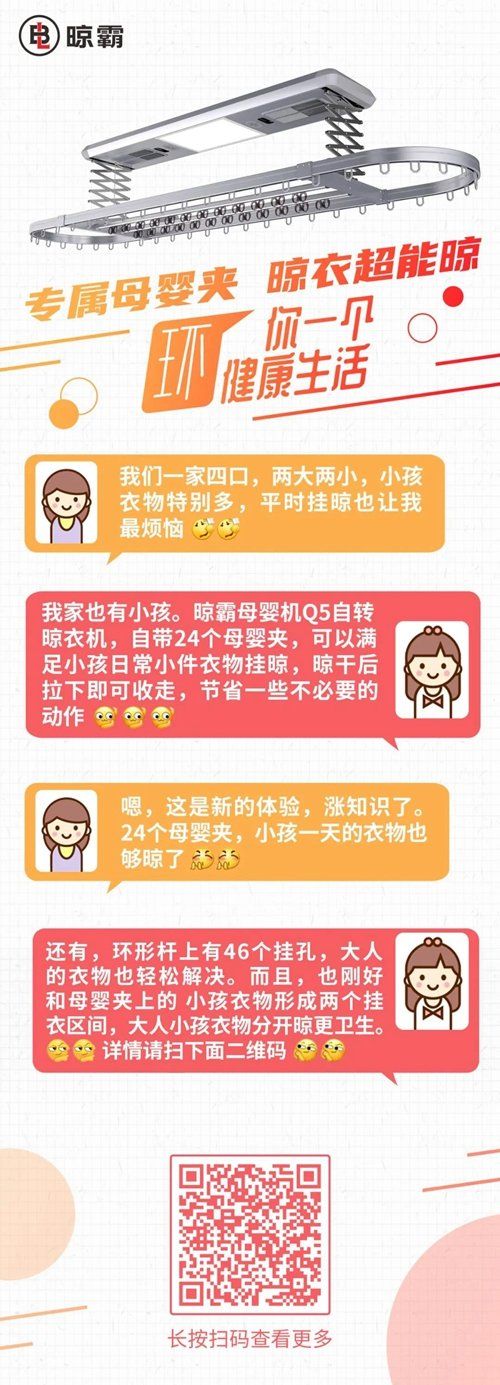 晾霸
专属母婴夹 晾衣超能晾
环 你一个
健康生活
我们一家四口，两大两小，小孩
衣物特别多，平时挂晾也让我
最烦恼
我家也有小孩。晾霸母婴机Q5自转
晾衣机，自带24个母婴夹，可以满
足小孩日常小件衣物挂晾，晾干后
拉下即可收走，节省一些不必要的
动作
嗯，这是新的体验，涨知识了。
24个母婴夹，小孩一天的衣物也
够晾了
还有，环形杆上有46个挂孔，大人
的衣物也轻松解决。而且，也刚好
和母婴夹上的 小孩衣物形成两个挂
衣区间，大人小孩衣物分开晾更卫生。
详情请扫下面二维码
长按扫码查看更多